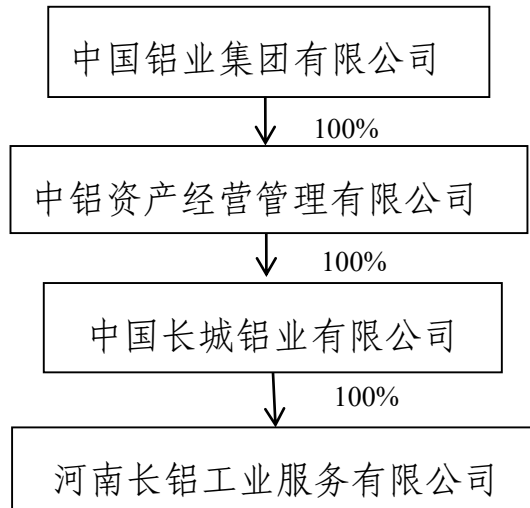 中国铝业集团有限公司
100%
中铝资产经营管理有限公司
100%
中国长城铝业有限公司
100%
河南长铝工业服务有限公司